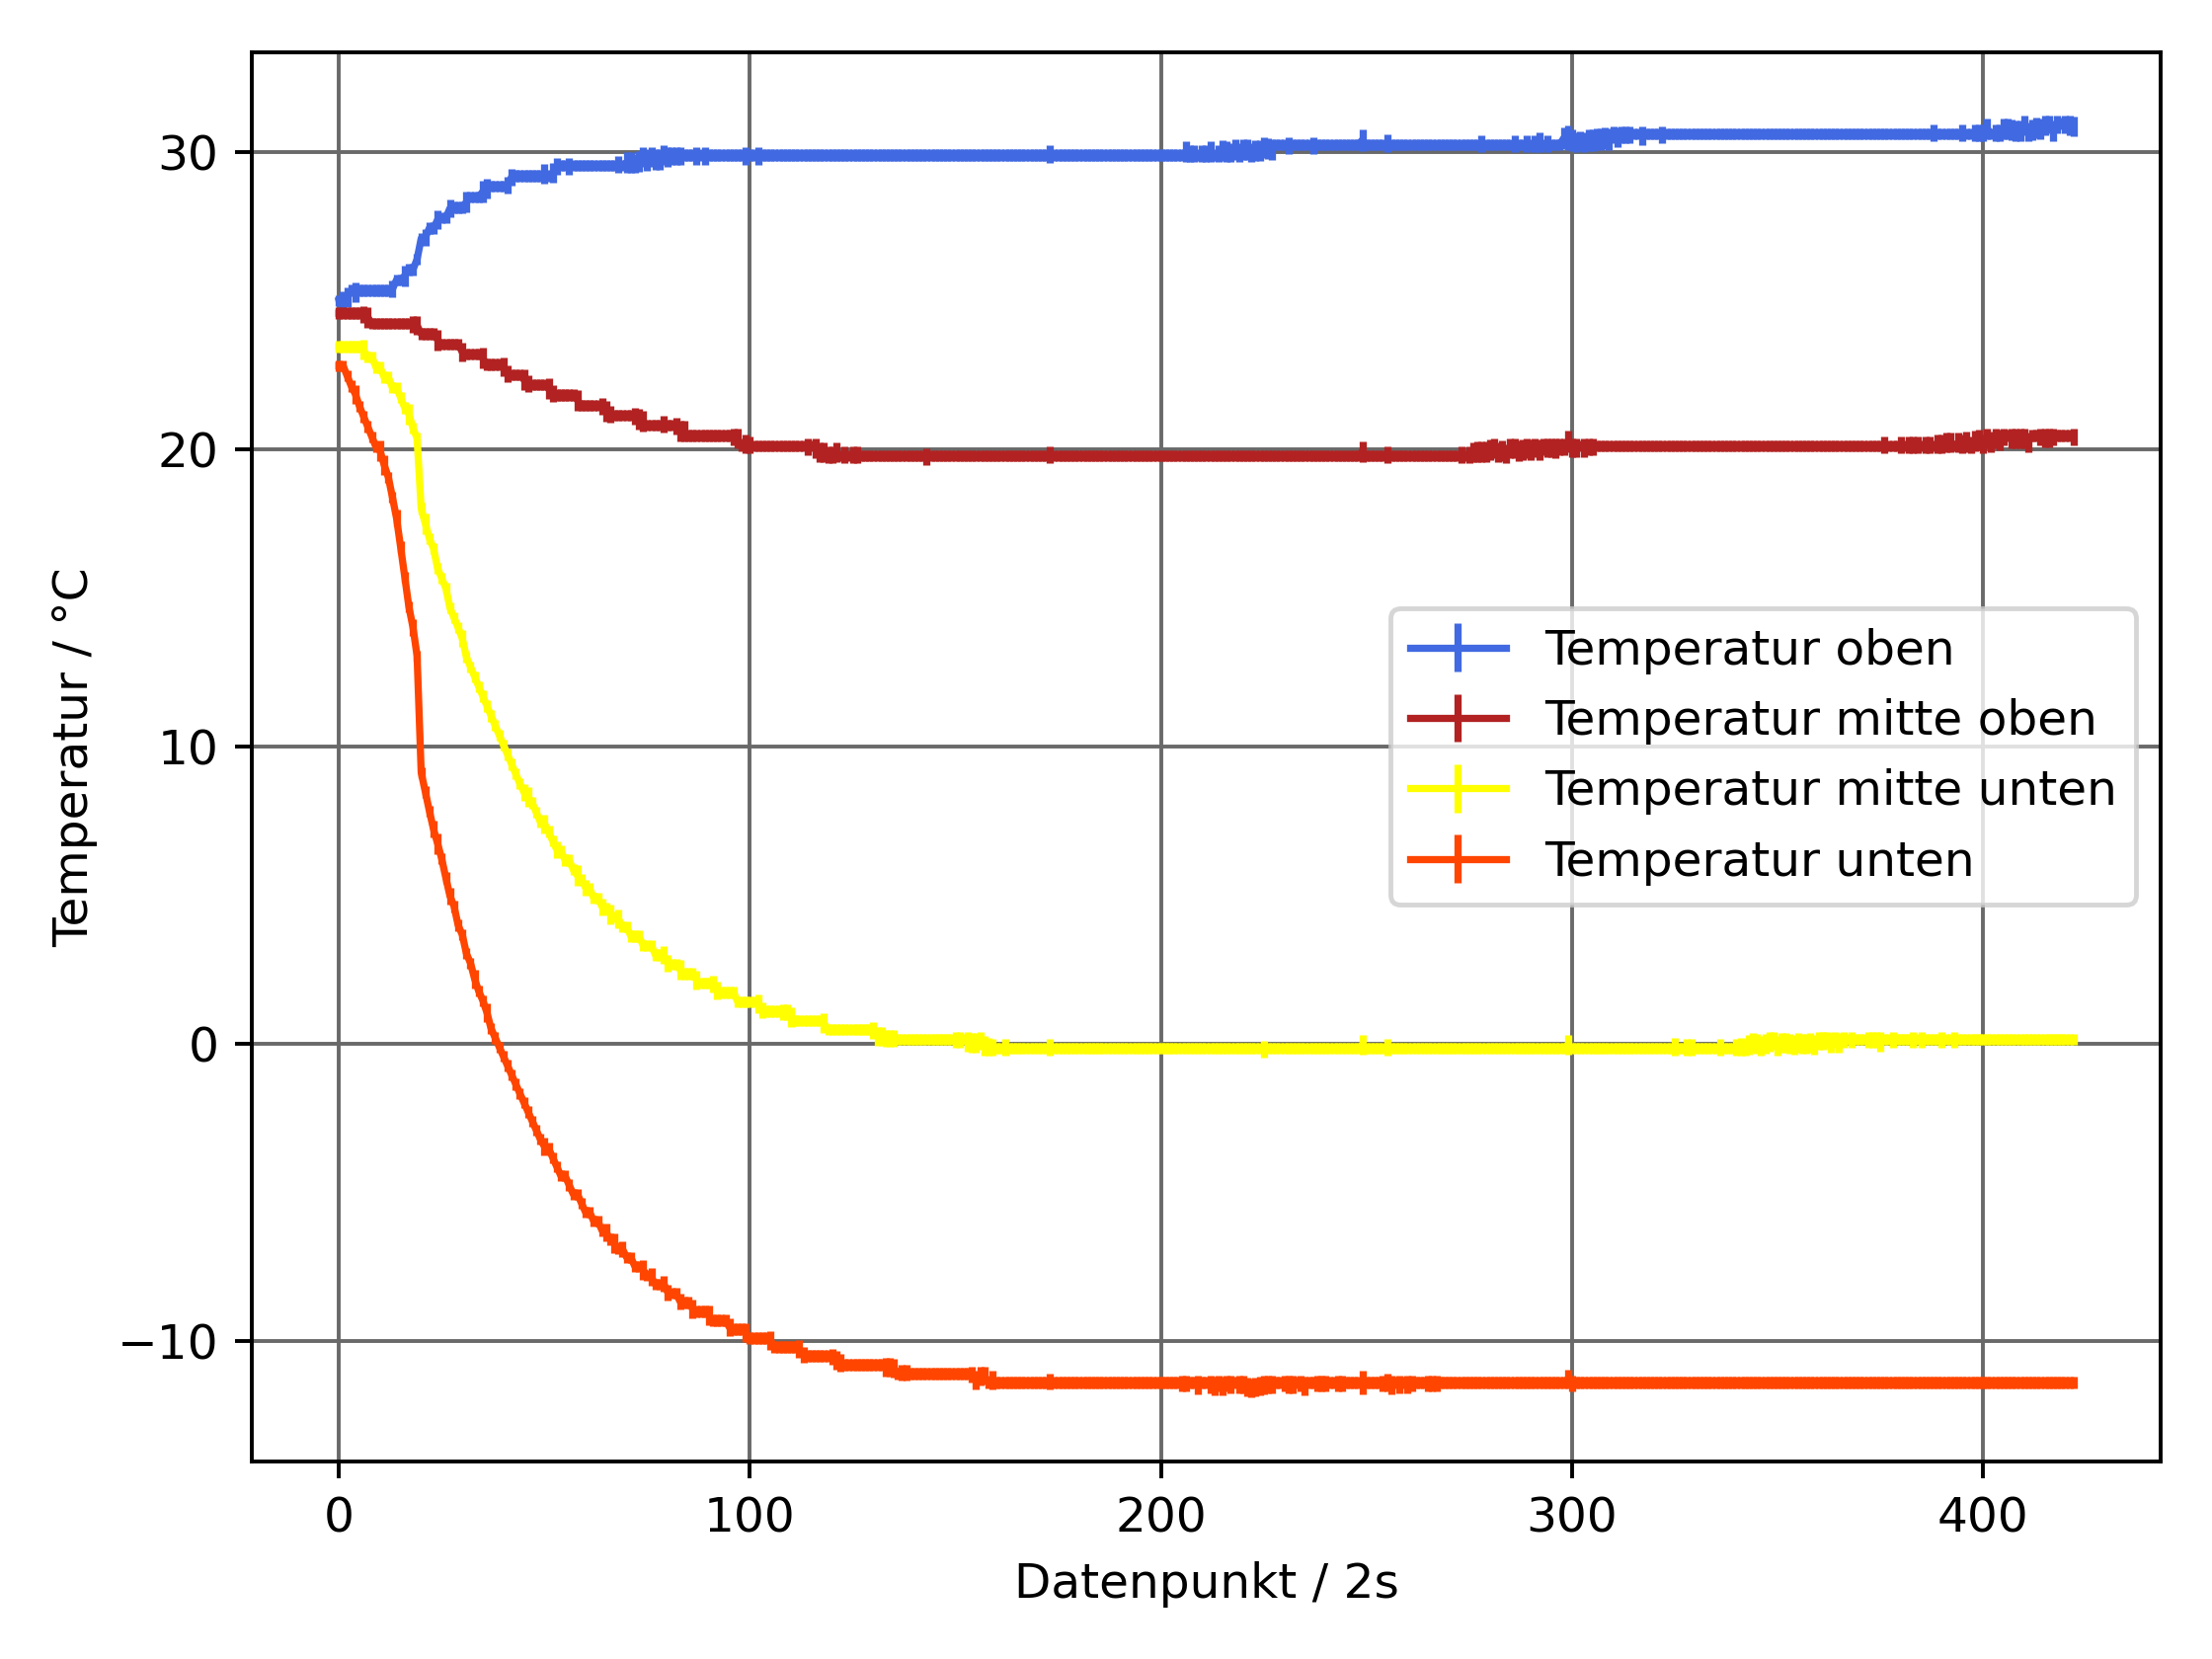 30
20
10
0
−10
Temperatur / °C
Temperatur oben
Temperatur mitte oben
Temperatur mitte unten
Temperatur unten
0 100 200 300 400
Datenpunkt / 2s